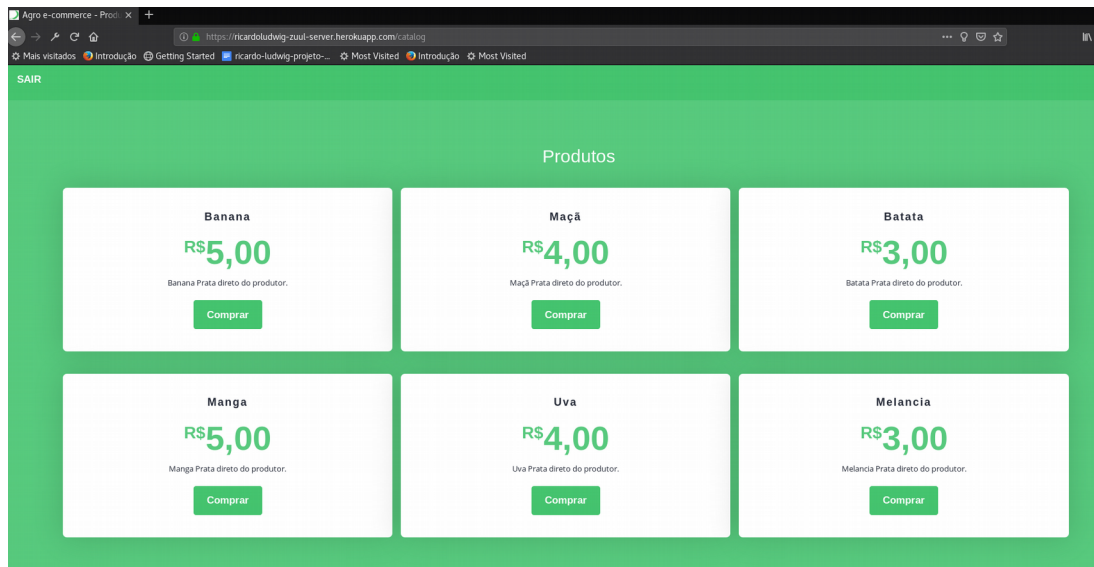 Agro e-commerce - Prod
https://ricardoludwig-zuul-server.herokuapp.com/catalog
Mais visitados Introdução Getting Started ricardo-ludwig-projeto-... Most Visited Introdução Most Visited
SAIR
Produtos
Banana
R$5,00
Banana Prata direto do produtor.
Comprar
Maçã
R$4,00
Maçã Prata direto do produtor.
Comprar
Batata
R$3,00
Batata Prata direto do produtor.
Comprar
Manga
R$5,00
Manga Prata direto do produtor.
Comprar
Uva
R$4,00
Uva Prata direto do produtor.
Comprar
Melancia
R$3,00
Melancia Prata direto do produtor.
Comprar